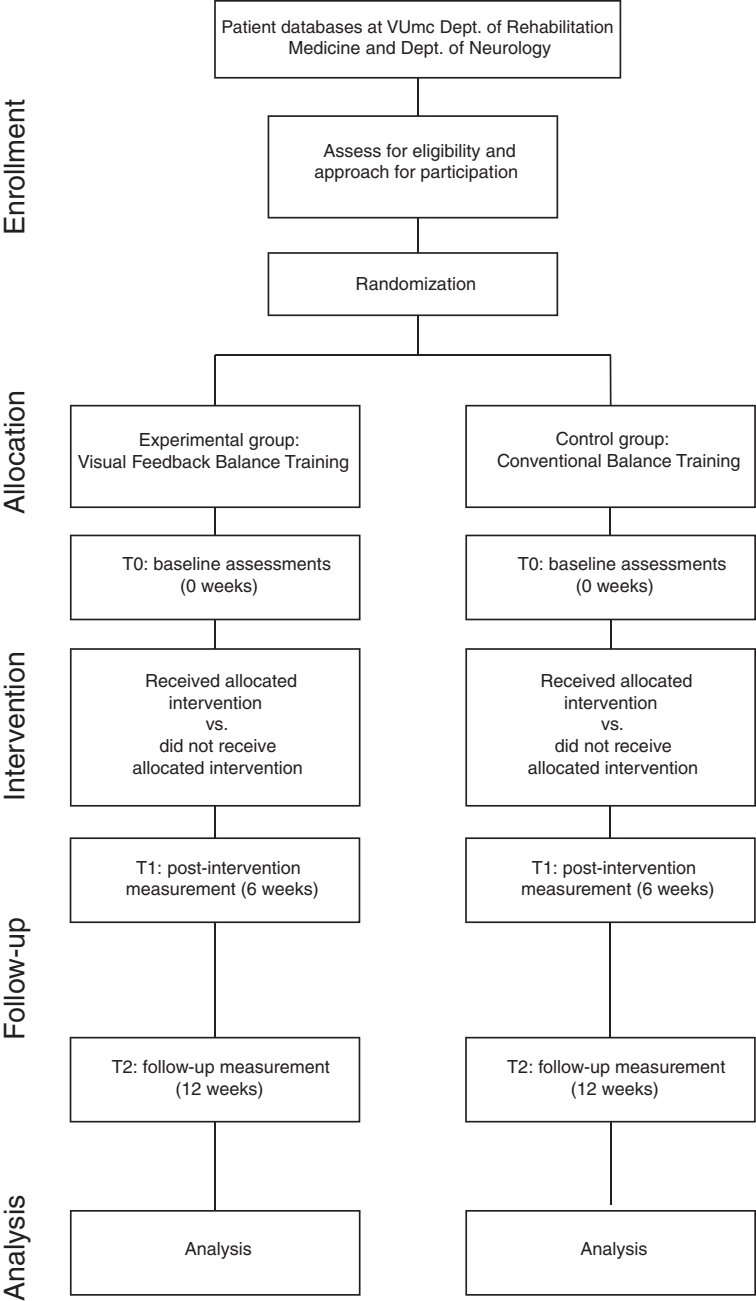 Enrollment
Patient databases at VUmc Dept. of Rehabilitation
Medicine and Dept. of Neurology
Assess for eligibility and
approach for participation
Randomization
Allocation
Experimental group:
Visual Feedback Balance Training
Control group:
Conventional Balance Training
T0: baseline assessments
(0 weeks)
T0: baseline assessments
(0 weeks)
Intervention
Received allocated
intervention
vs.
did not receive
allocated intervention
Received allocated
intervention
vs.
did not receive
allocated intervention
T1: post-intervention
measurement (6 weeks)
T1: post-intervention
measurement (6 weeks)
Follow-up
T2: follow-up measurement
(12 weeks)
T2: follow-up measurement
(12 weeks)
Analysis
Analysis
Analysis